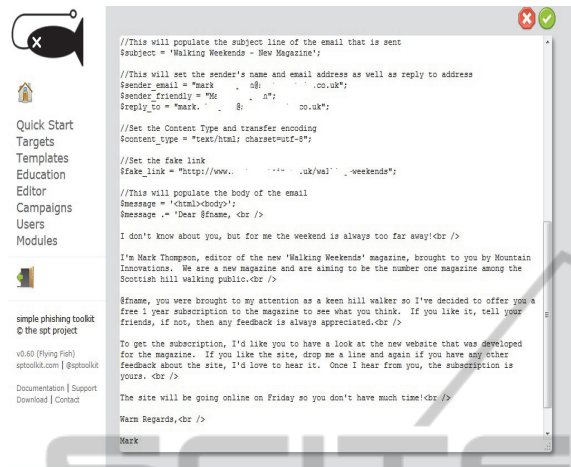 Quick Start
Targets
Templates
Education
Editor
Campaigns
Users
Modules
simple phishing toolkit
© the spt project
v0.60 (Flying Fish)
sptoolkit.com | @sptoolkit
Documentation | Support
Download | Contact
//This will populate the subject line of the email that is sent
$subject = 'Walking Weekends - New Magazine';
//This will set the sender's name and email address as well as reply to address
$sender_email = "mark n@ .co.uk";
$sender_friendly = "Ma n";
$reply_to = "mark. @ co.uk";
//Set the Content Type and transfer encoding
$content_type = "text/html; charset=utf-8";
//Set the fake link
$fake_link = "http://www. .uk/wal -weekends";
//This will populate the body of the email
$message = '<html><body>';
$message .= 'Dear @fname, <br />
I don't know about you, but for me the weekend is always too far away!<br />
I'm Mark Thompson, editor of the new 'Walking Weekends' magazine, brought to you by Mountain
Innovations. We are a new magazine and are aiming to be the number one magazine among the
Scottish hill walking public.<br />
@fname, you were brought to my attention as a keen hill walker so I've decided to offer you a
free 1 year subscription to the magazine to see what you think. If you like it, tell your
friends, if not, then any feedback is always appreciated.<br />
To get the subscription, I'd like you to have a look at the new website that was developed
for the magazine. If you like the site, drop me a line and again if you have any other
feedback about the site, I'd love to hear it. Once I hear from you, the subscription is
yours. <br />
The site will be going online on Friday so you don't have much time!<br />
Warm Regards,<br />
Mark